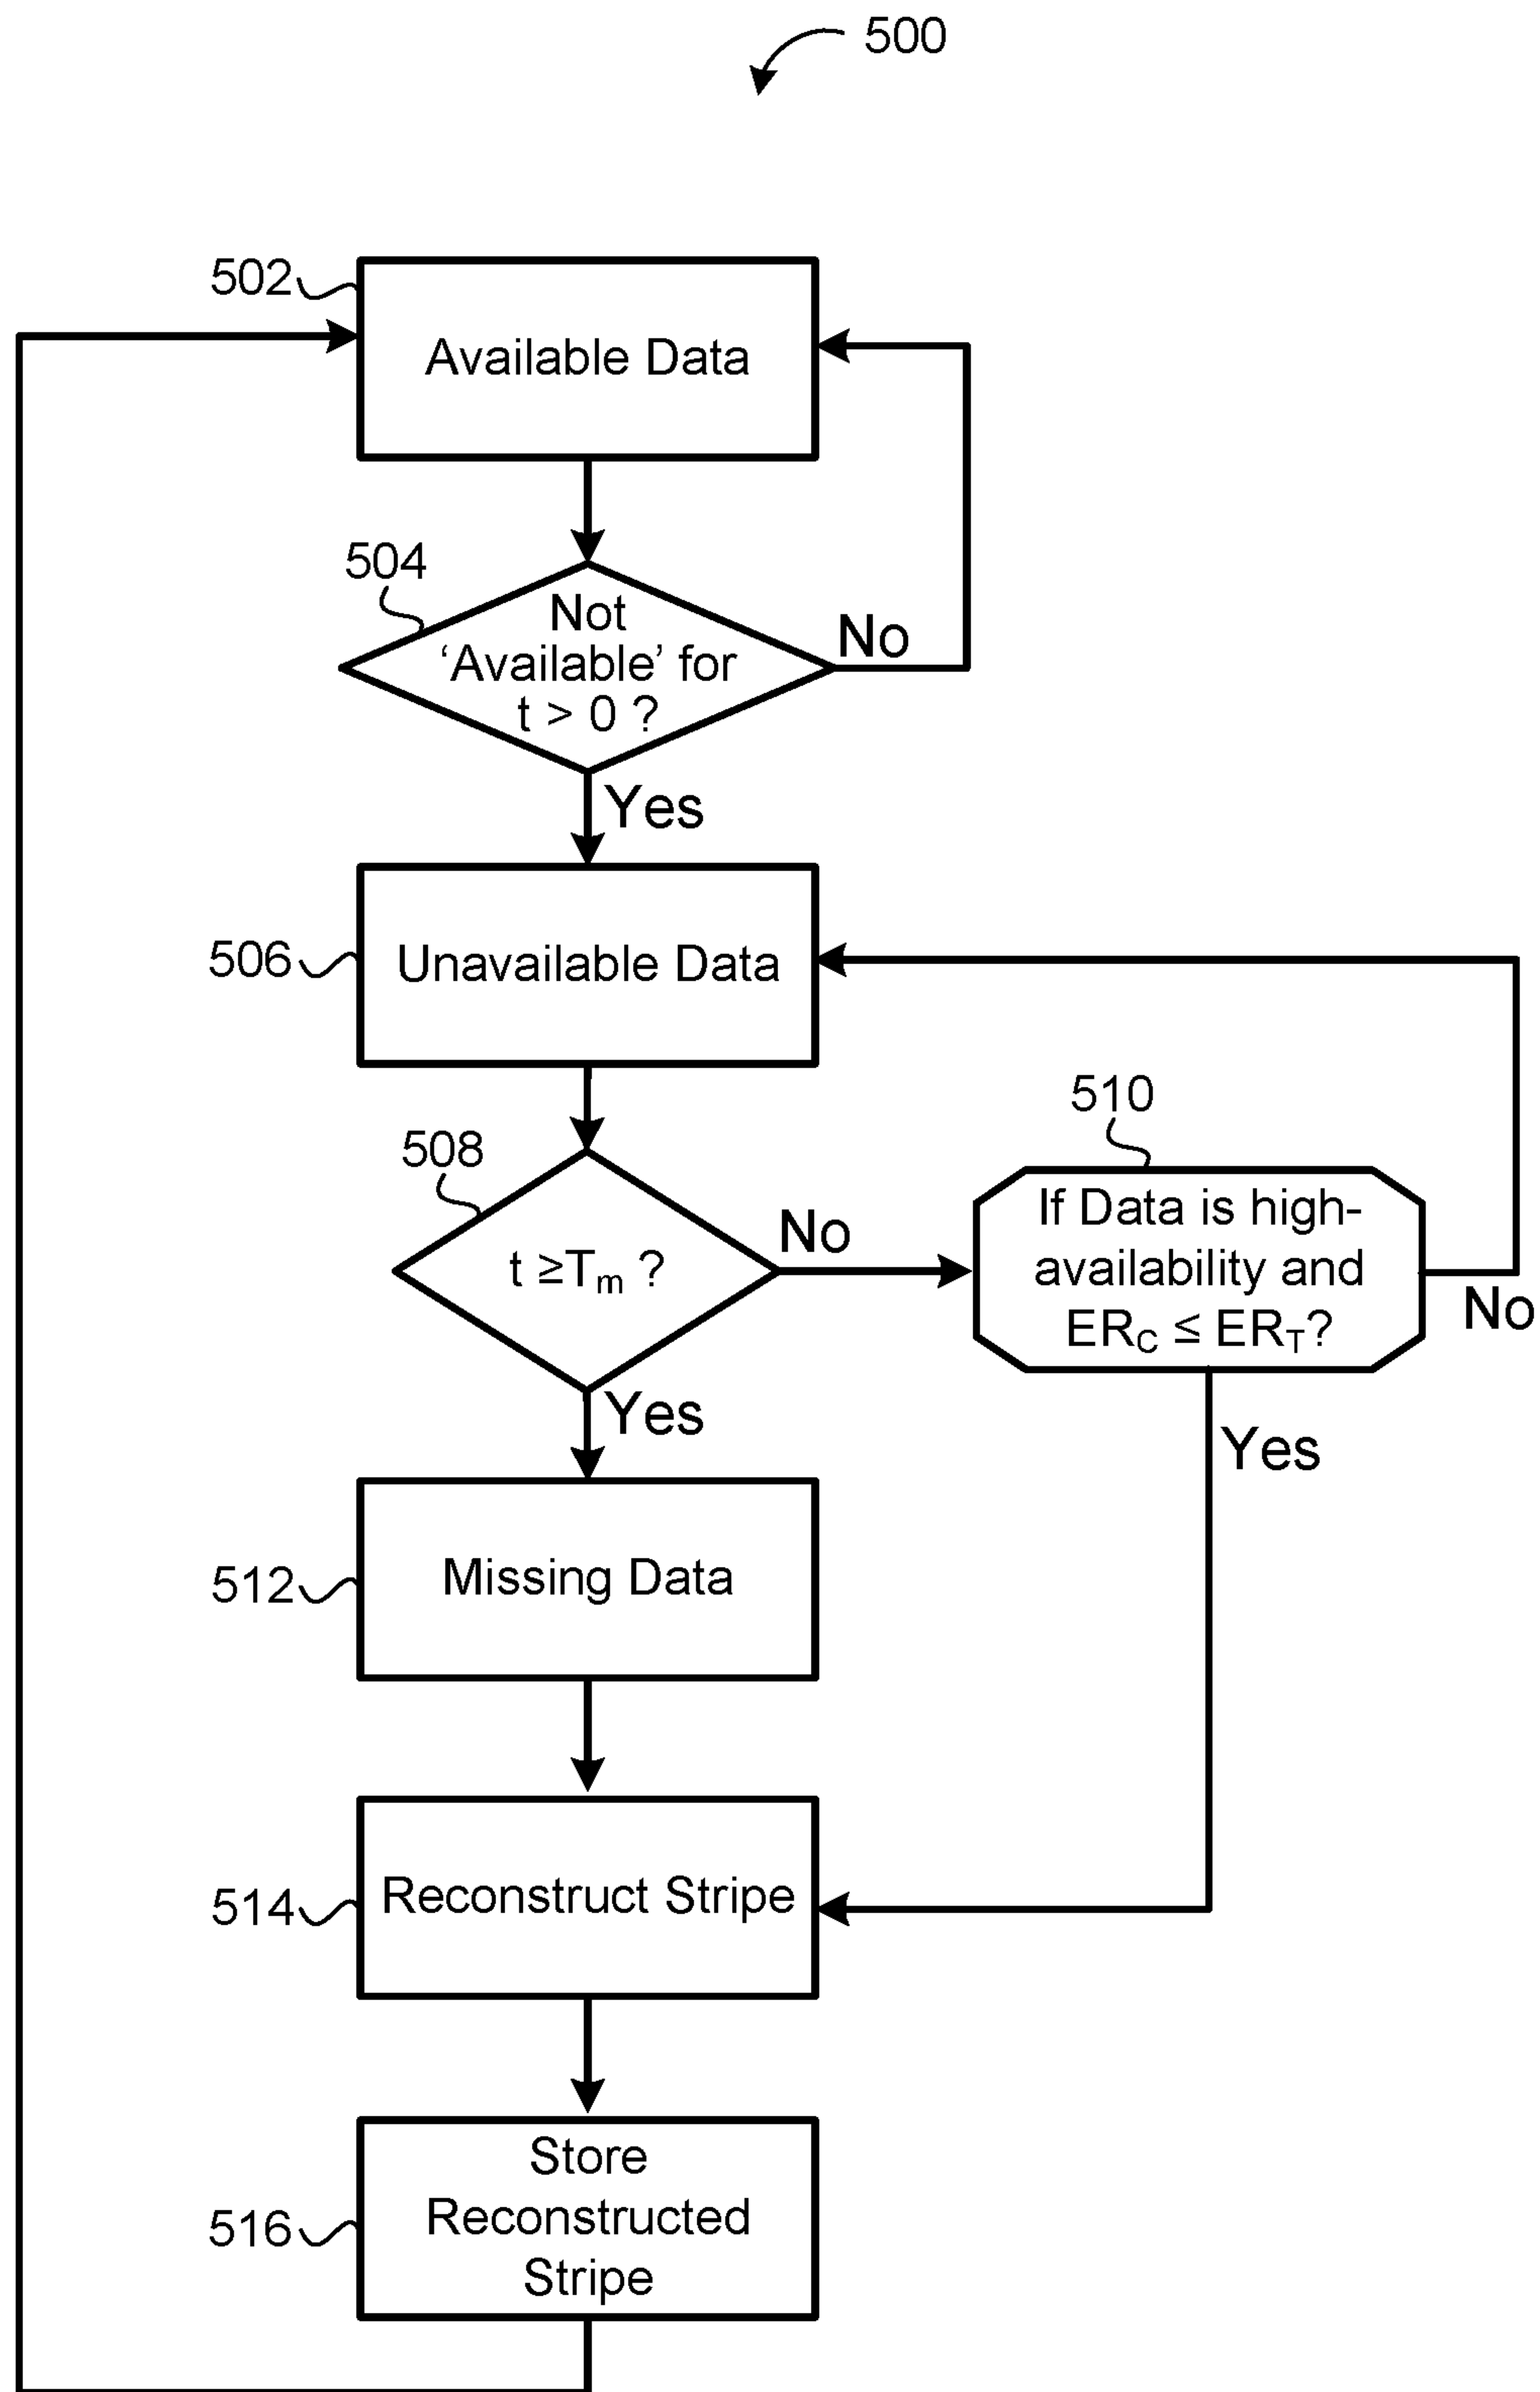 500
502
Available Data
504
Not
‘Available’ for
t > 0 ?
No
Yes
506
Unavailable Data
508
t ≥Tm ?
No
510
If Data is high-
availability and
ERC ≤ ERT?
No
Yes
Yes
512
Missing Data
514
Reconstruct Stripe
516
Store
Reconstructed
Stripe